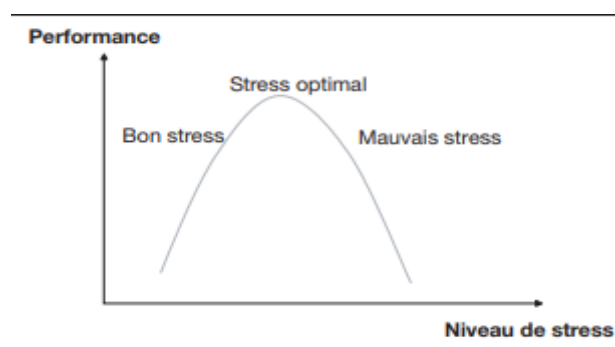 Performance
Stress optimal
Bon stress
Mauvais stress
Niveau de stress